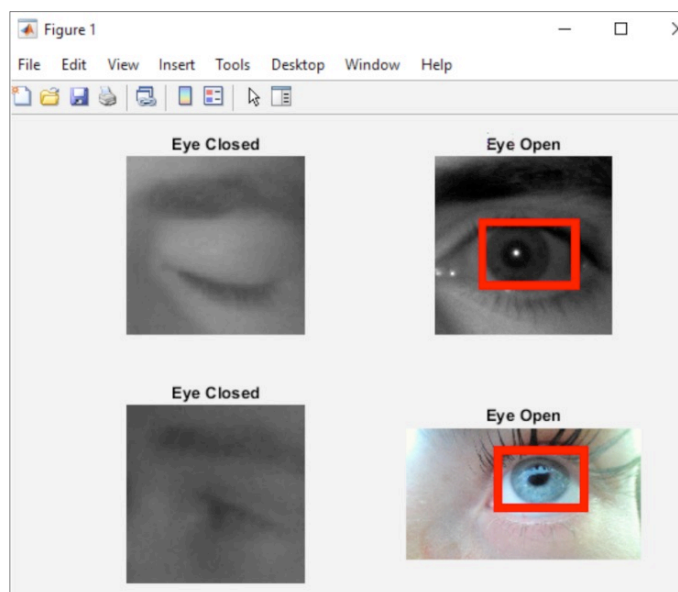 Figure 1
File Edit View Insert Tools Desktop Window Help
Eye Closed
Eye Open
Eye Closed
Eye Open